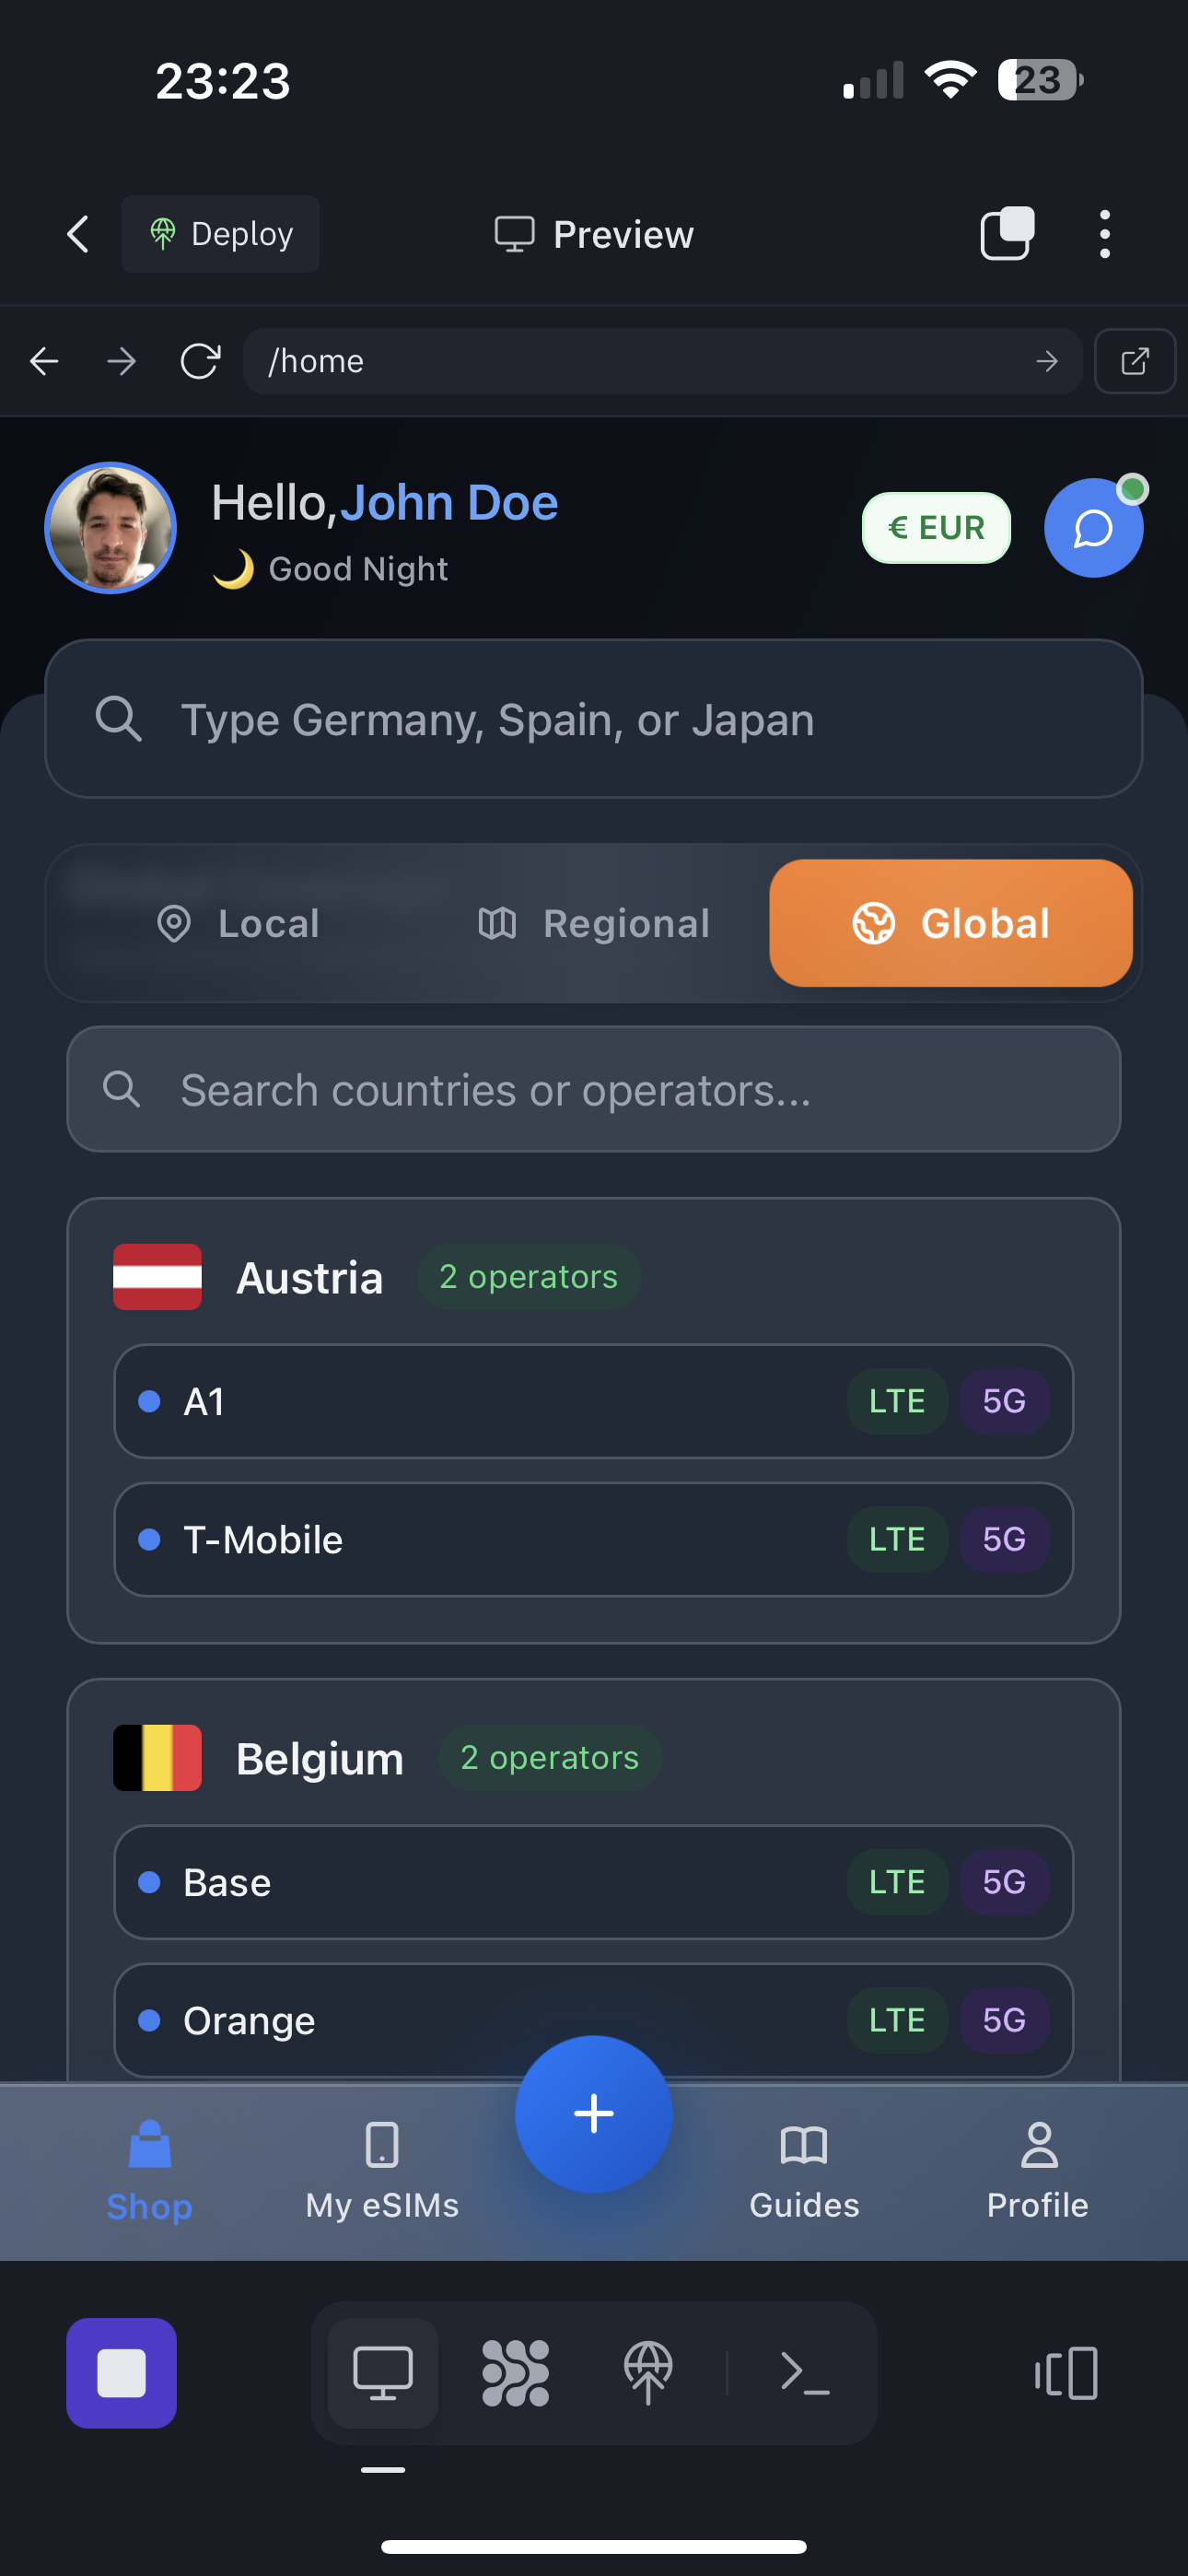 23:23
23
Deploy
Preview
/home
Hello,John Doe
🌙 Good Night
€ EUR
Type Germany, Spain, or Japan
Local
Regional
Global
Search countries or operators...
Austria
2 operators
A1
LTE
5G
T-Mobile
LTE
5G
Belgium
2 operators
Base
LTE
5G
Orange
LTE
5G
Shop
My eSIMs
Guides
Profile